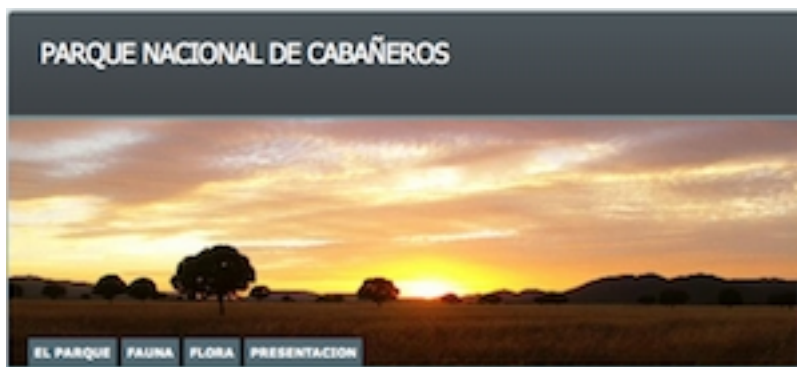 PARQUE NACIONAL DE CABAÑEROS
EL PARQUE FAUNA FLORA PRESENTACION